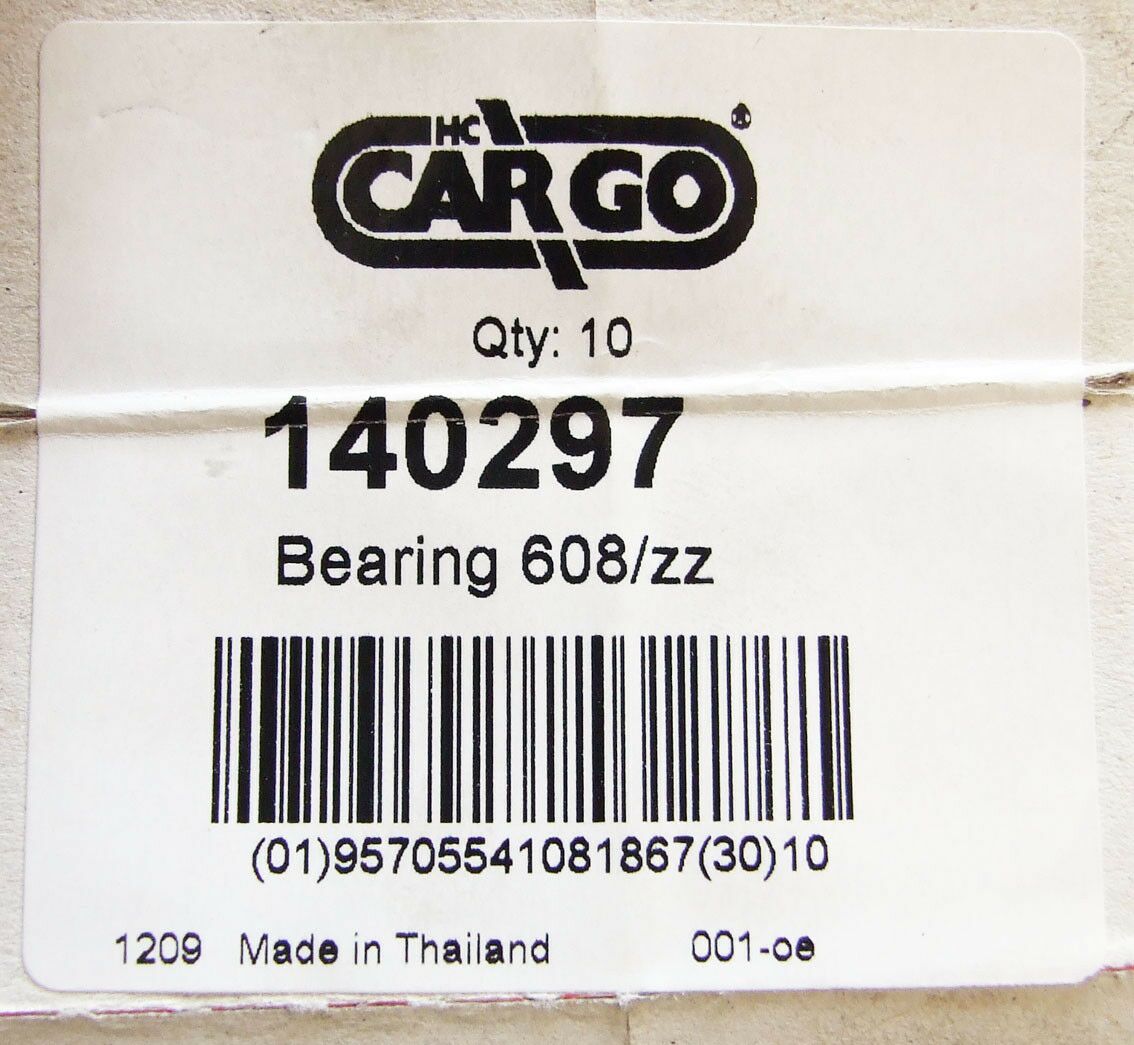 HC
CARGO
®
Qty: 10
140297
Bearing 608/zz
(01)95705541081867(30)10
1209 Made in Thailand 001-oe